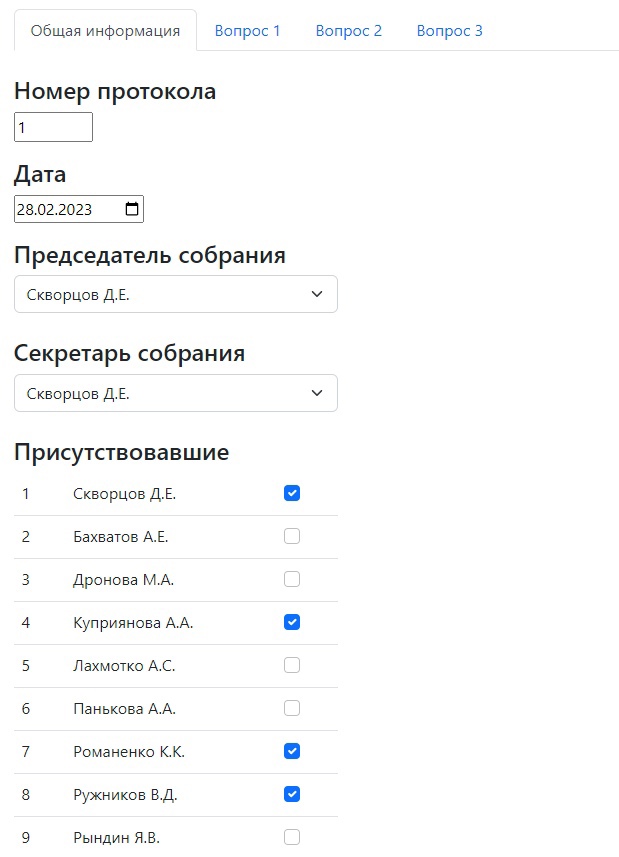 Общая информация Вопрос 1 Вопрос 2 Вопрос 3
Номер протокола
1
Дата
28.02.2023
Председатель собрания
Скворцов Д.Е.
Секретарь собрания
Скворцов Д.Е.
Присутствовавшие
1 Скворцов Д.Е.
2 Бахватов А.Е.
3 Дронова М.А.
4 Куприянова А.А.
5 Лахмотко А.С.
6 Панькова А.А.
7 Романенко К.К.
8 Ружников В.Д.
9 Рындин Я.В.